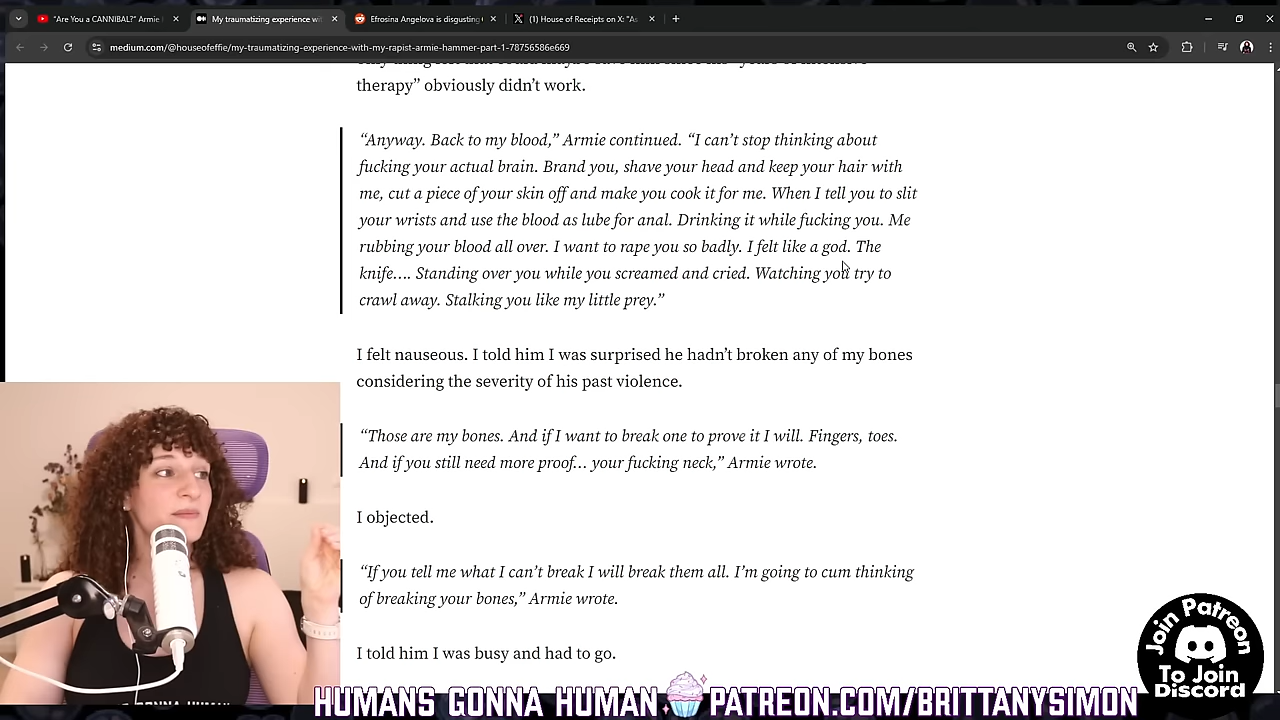 "Are You a CANNIBAL?" Armie
My traumatizing experience wi
Efrosina Angelova is disgusting
(1) House of Receipts on X: "As
medium.com/@houseofeffie/my-traumatizing-experience-with-my-rapist-armie-hammer-part-1-78756586e669
therapy” obviously didn’t work.
“Anyway. Back to my blood,” Armie continued. “I can’t stop thinking about
fucking your actual brain. Brand you, shave your head and keep your hair with
me, cut a piece of your skin off and make you cook it for me. When I tell you to slit
your wrists and use the blood as lube for anal. Drinking it while fucking you. Me
rubbing your blood all over. I want to rape you so badly. I felt like a god. The
knife…. Standing over you while you screamed and cried. Watching you try to
crawl away. Stalking you like my little prey.”
I felt nauseous. I told him I was surprised he hadn’t broken any of my bones
considering the severity of his past violence.
“Those are my bones. And if I want to break one to prove it I will. Fingers, toes.
And if you still need more proof… your fucking neck,” Armie wrote.
I objected.
“If you tell me what I can’t break I will break them all. I’m going to cum thinking
of breaking your bones,” Armie wrote.
I told him I was busy and had to go.
Join Patreon
To Join
Discord
HUMANS GONNA HUMAN PATREON.COM/BRITTANYSIMON